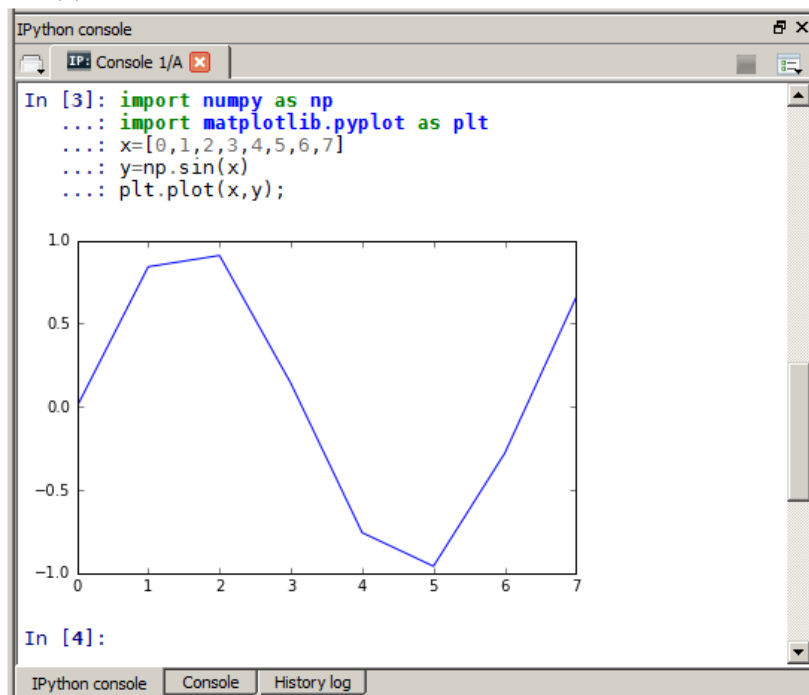 IPython console
IP: Console 1/A
In [3]: import numpy as np
...: import matplotlib.pyplot as plt
...: x=[0,1,2,3,4,5,6,7]
...: y=np.sin(x)
...: plt.plot(x,y);
1.0
0.5
0.0
−0.5
−1.0
0 1 2 3 4 5 6 7
In [4]:
IPython console Console History log